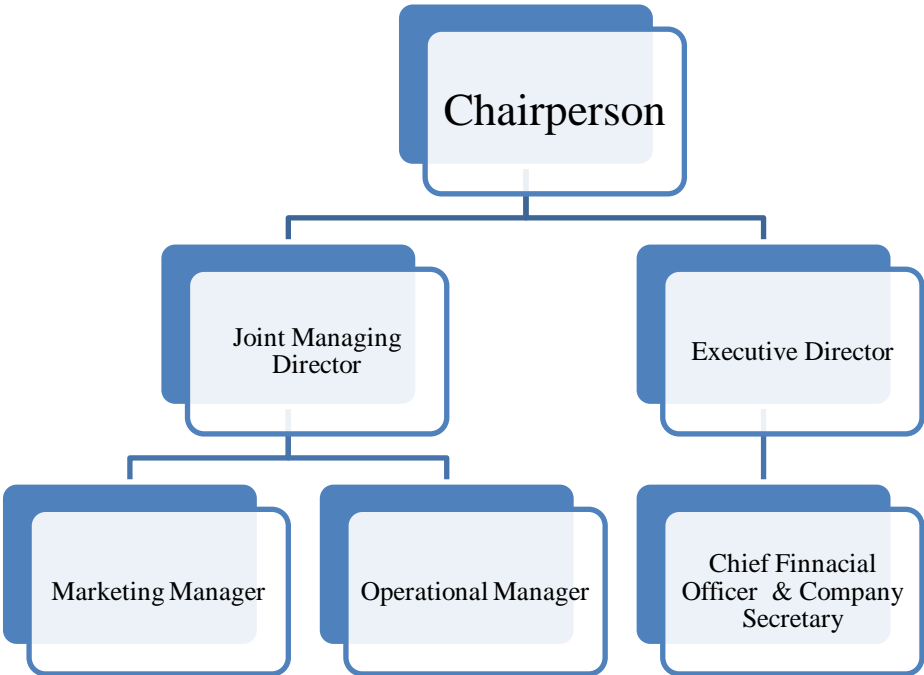 Chairperson
Joint Managing
Director
Executive Director
Marketing Manager
Operational Manager
Chief Finnacial
Officer & Company
Secretary